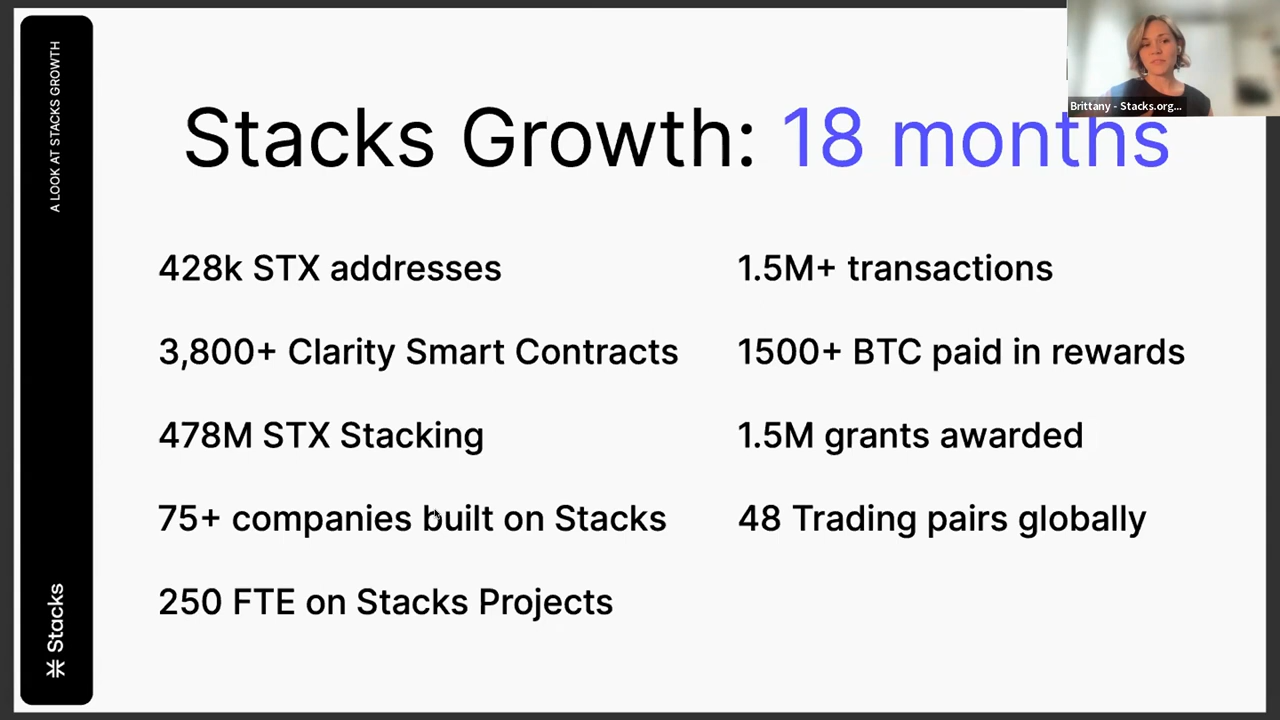 A LOOK AT STACKS GROWTH
Stacks
Stacks Growth: 18 months
428k STX addresses
3,800+ Clarity Smart Contracts
478M STX Stacking
75+ companies built on Stacks
250 FTE on Stacks Projects
1.5M+ transactions
1500+ BTC paid in rewards
1.5M grants awarded
48 Trading pairs globally
Brittany - Stacks.org...